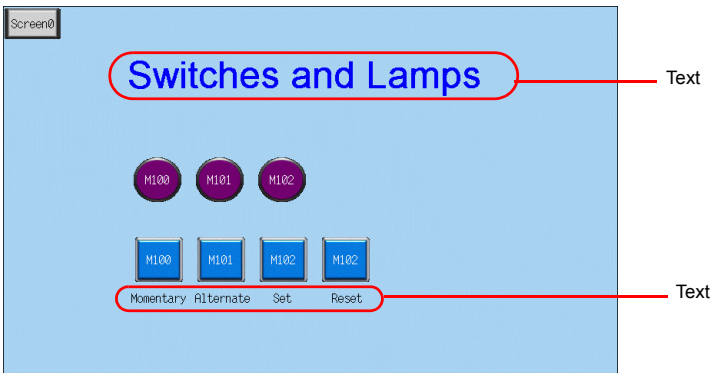 Screen0
Switches and Lamps
Text
M100 M101 M102
M100 M101 M102 M102
Momentary Alternate Set Reset
Text